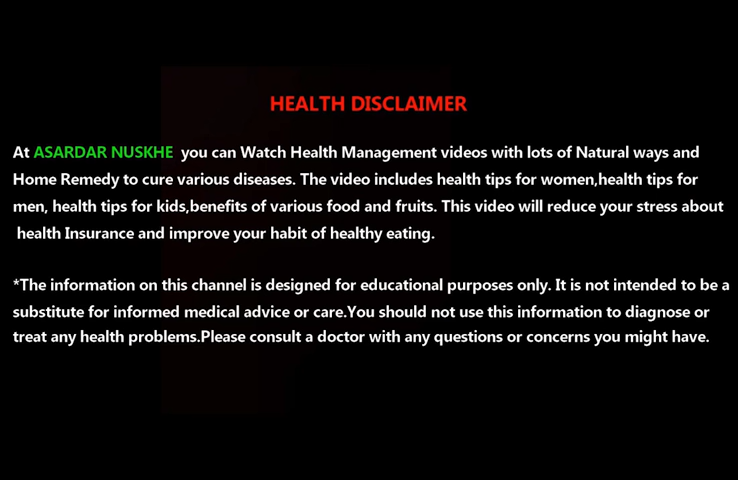 HEALTH DISCLAIMER
At ASARDAR NUSKHE you can Watch Health Management videos with lots of Natural ways and
Home Remedy to cure various diseases. The video includes health tips for women,health tips for
men, health tips for kids,benefits of various food and fruits. This video will reduce your stress about
health Insurance and improve your habit of healthy eating.
*The information on this channel is designed for educational purposes only. It is not intended to be a
substitute for informed medical advice or care.You should not use this information to diagnose or
treat any health problems.Please consult a doctor with any questions or concerns you might have.